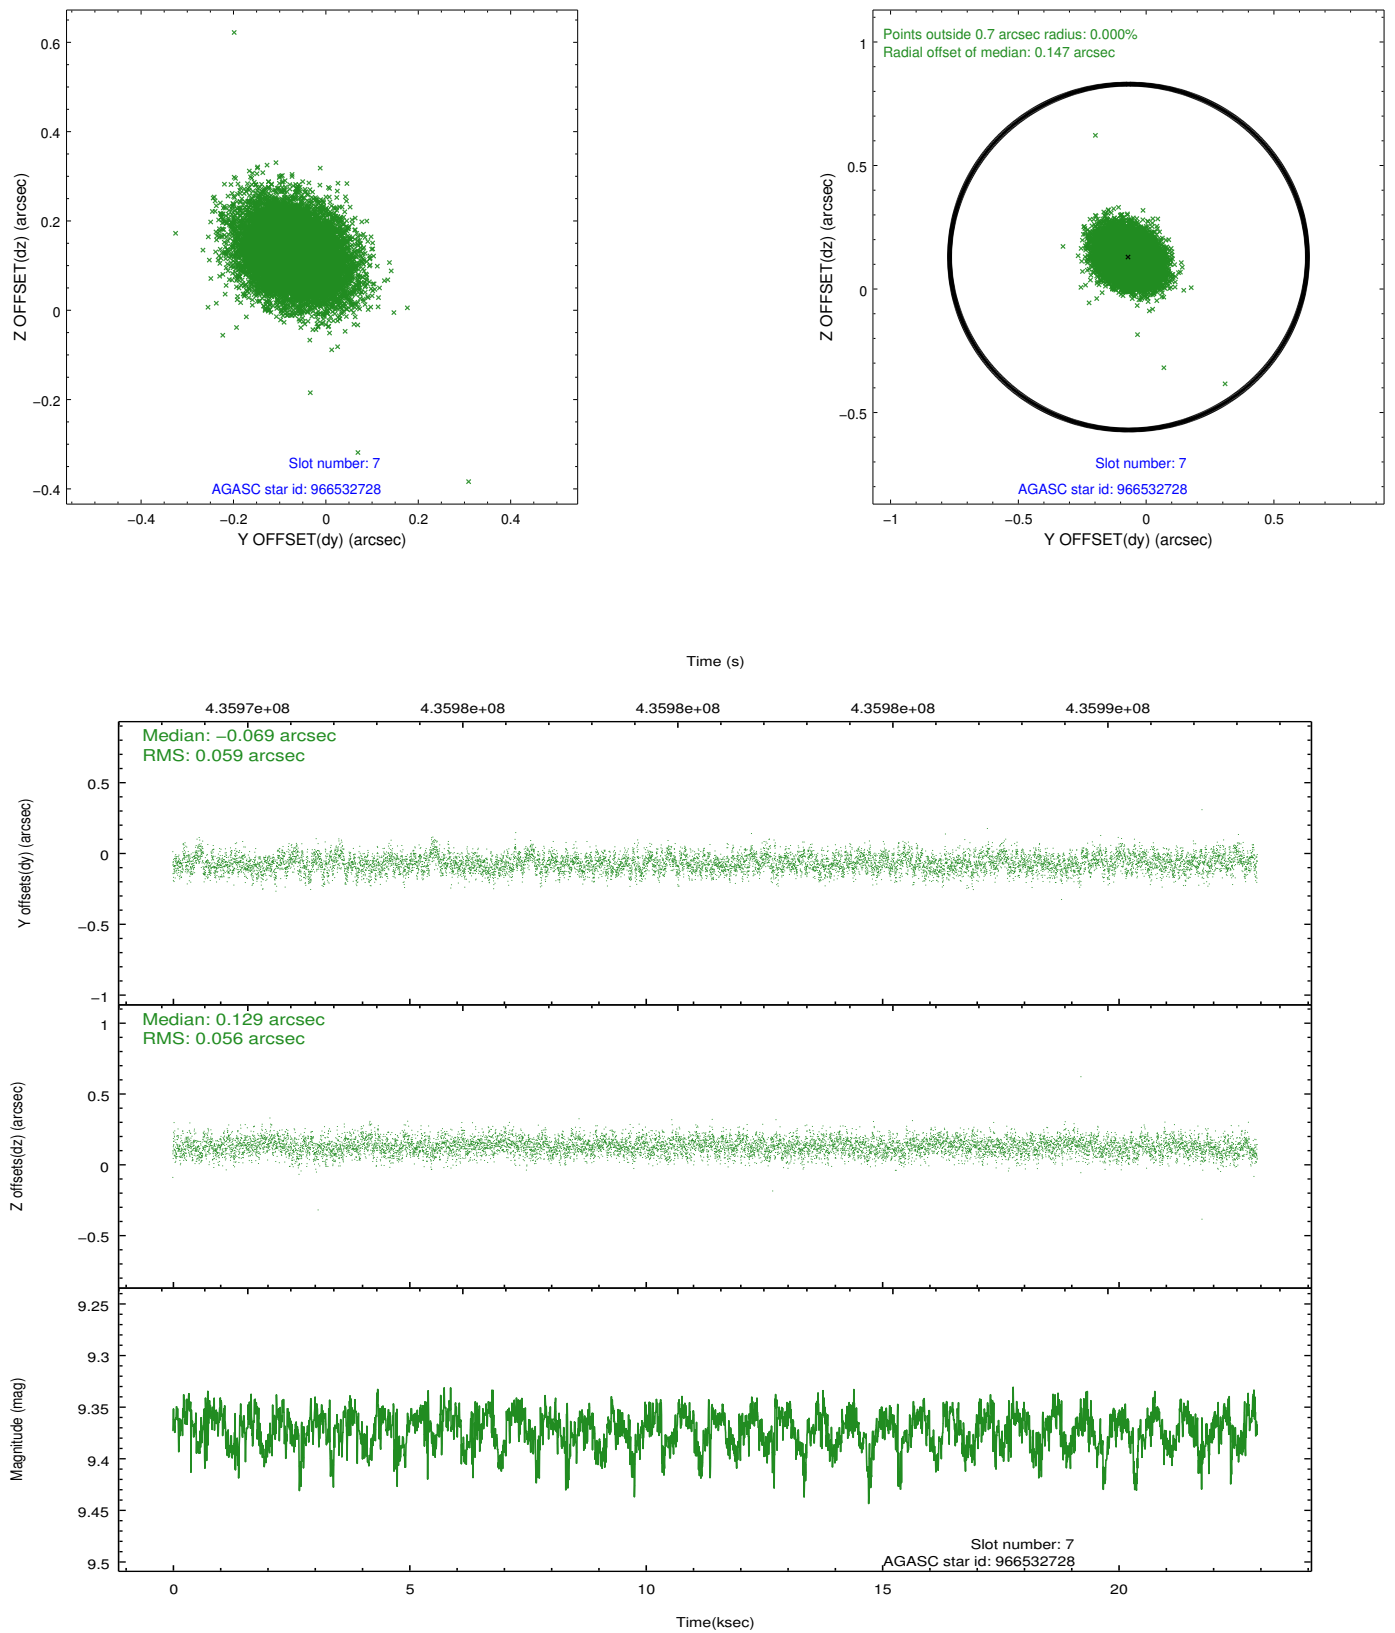 0.6
0.4
0.2
0
−0.2
−0.4
Z OFFSET(dz) (arcsec)
Slot number: 7
AGASC star id: 966532728
−0.4 −0.2 0 0.2 0.4
Y OFFSET(dy) (arcsec)
Points outside 0.7 arcsec radius: 0.000%
Radial offset of median: 0.147 arcsec
1
0.5
0
−0.5
Z OFFSET(dz) (arcsec)
Slot number: 7
AGASC star id: 966532728
−1 −0.5 0 0.5
Y OFFSET(dy) (arcsec)
Time (s)
4.3597e+08 4.3598e+08 4.3598e+08 4.3598e+08 4.3599e+08
Median: −0.069 arcsec
RMS: 0.059 arcsec
0.5
0
−0.5
−1
Y offsets(dy) (arcsec)
Median: 0.129 arcsec
RMS: 0.056 arcsec
1
0.5
0
−0.5
Z offsets(dz) (arcsec)
9.25
9.3
9.35
9.4
9.45
9.5
Magnitude (mag)
Slot number: 7
AGASC star id: 966532728
0 5 10 15 20
Time(ksec)